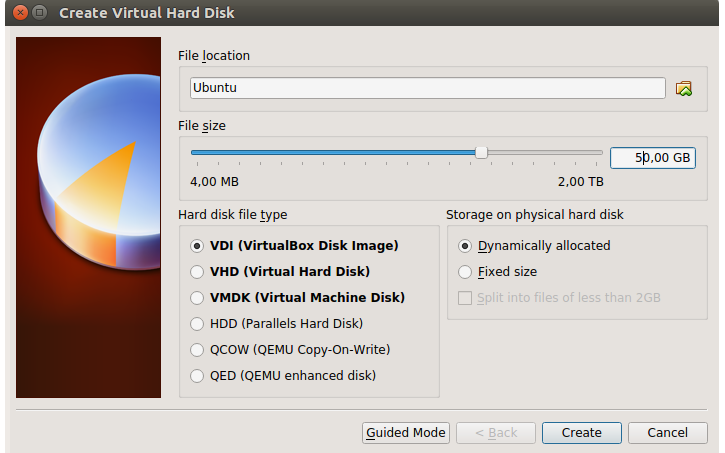 Create Virtual Hard Disk
File location
Ubuntu
File size
50,00 GB
4,00 MB 2,00 TB
Hard disk file type
VDI (VirtualBox Disk Image)
VHD (Virtual Hard Disk)
VMDK (Virtual Machine Disk)
HDD (Parallels Hard Disk)
QCOW (QEMU Copy-On-Write)
QED (QEMU enhanced disk)
Storage on physical hard disk
Dynamically allocated
Fixed size
Split into files of less than 2GB
Guided Mode < Back Create Cancel